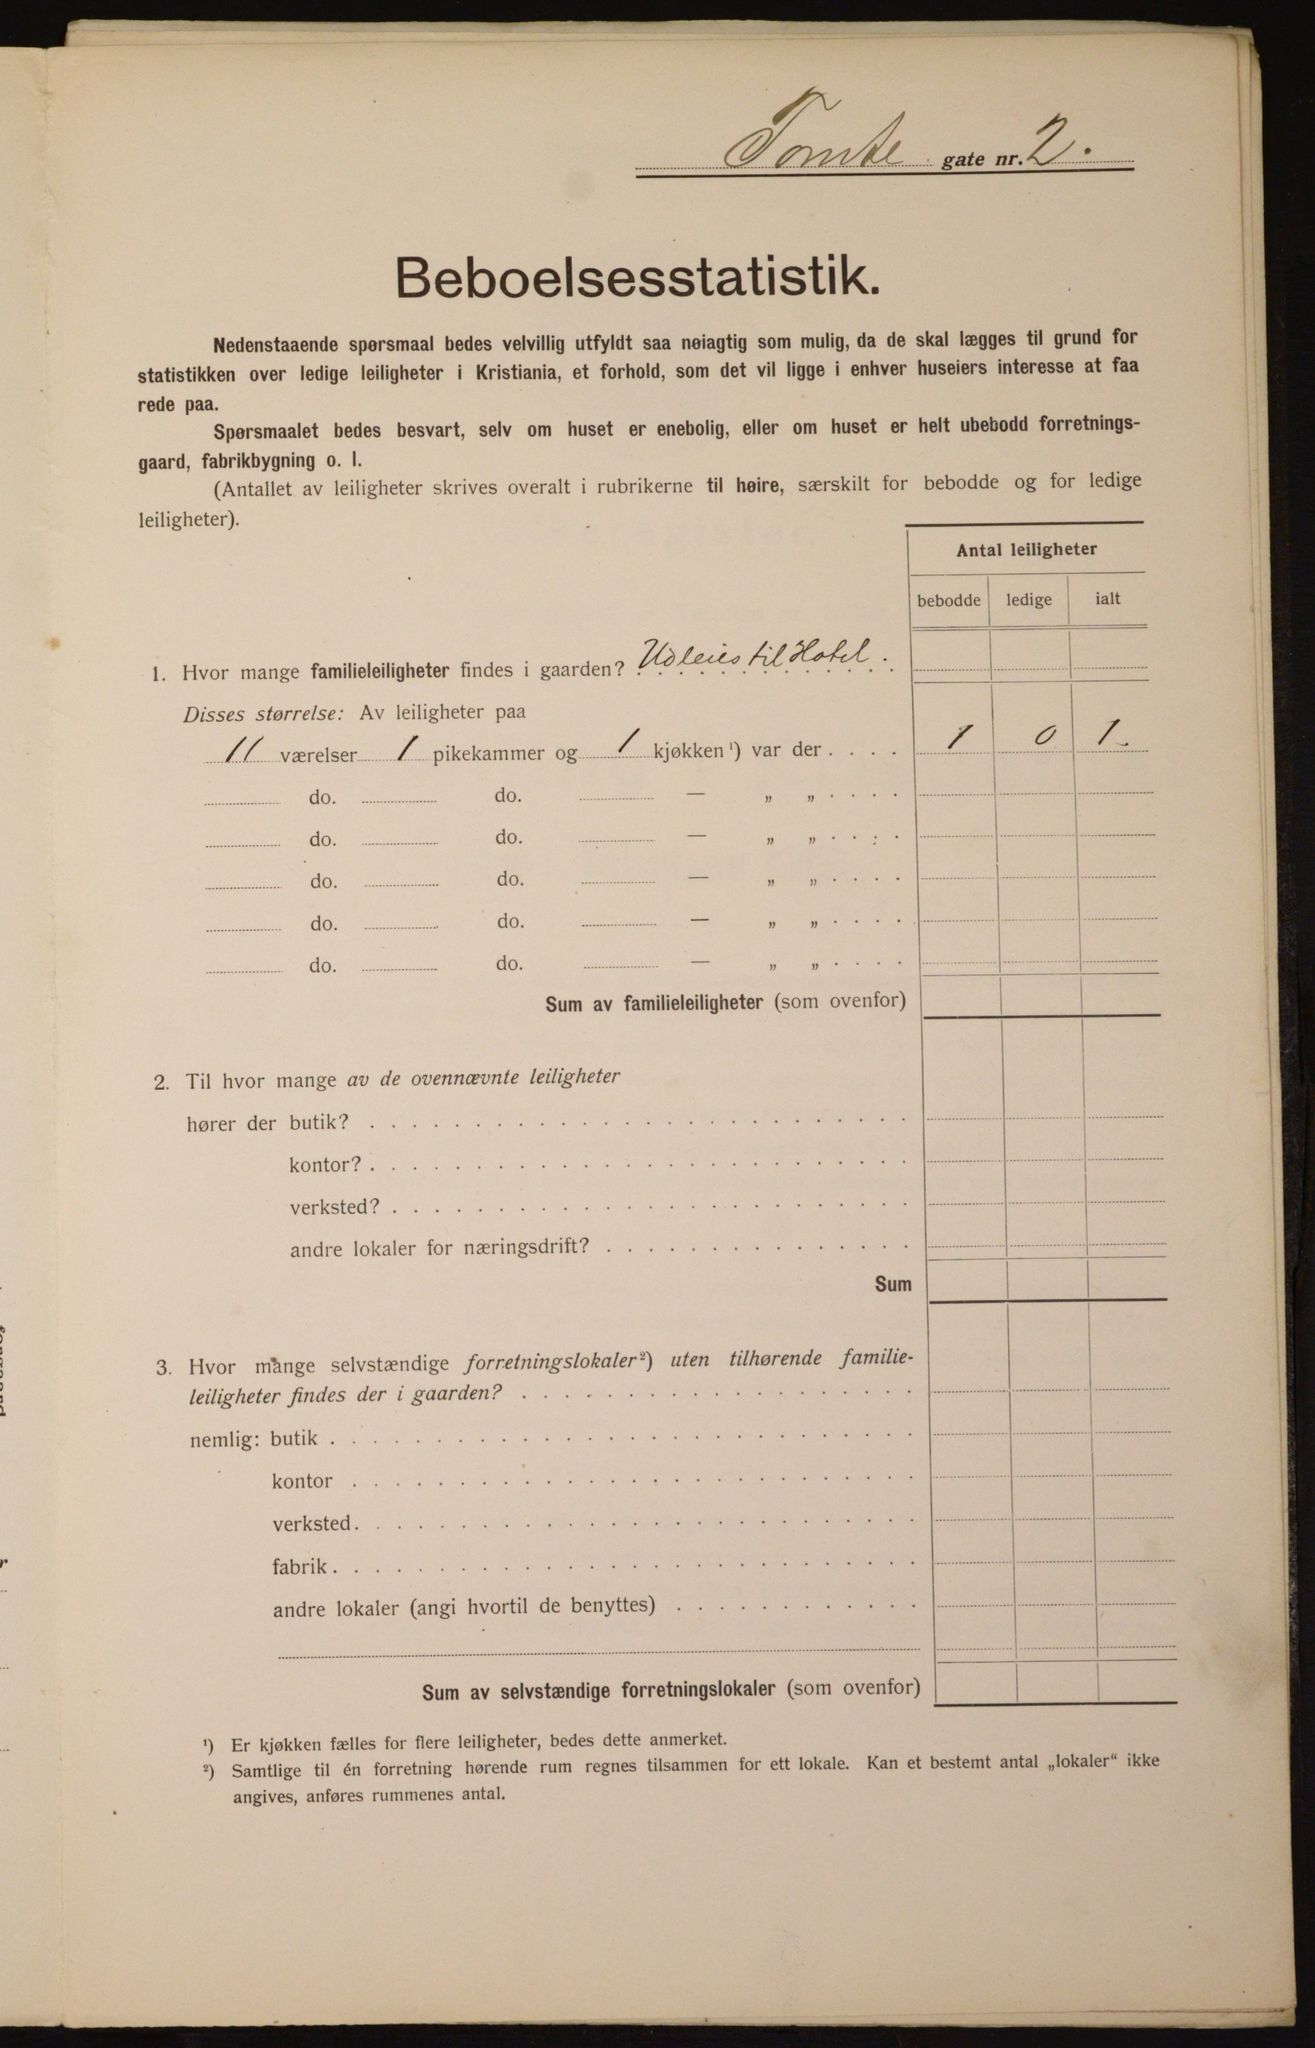 Tomte gate nr. 2.
Beboelsesstatistik.
Nedenstaaende spørsmaal bedes velvillig utfyldt saa nøiagtig som mulig, da de skal lægges til grund for
statistikken over ledige leiligheter i Kristiania, et forhold, som det vil ligge i enhver huseiers interesse at faa
rede paa.
Spørsmaalet bedes besvart, selv om huset er enebolig, eller om huset er helt ubebodd forretnings-
gaard, fabrikbygning o. l.
(Antallet av leiligheter skrives overalt i rubrikerne til høire, særskilt for bebodde og for ledige
leiligheter).
Antal leiligheter
bebodde ledige ialt
1. Hvor mange familieleiligheter findes i gaarden? Udleies til Hotel.
Disses størrelse: Av leiligheter paa
11 værelser 1 pikekammer og 1 kjøkken ¹) var der . . . . 1 0 1.
do. do. — „ „ . . . .
do. do. — „ „ . . . .
do. do. — „ „ . . . .
do. do. — „ „ . . . .
do. do. — „ „ . . . .
Sum av familieleiligheter (som ovenfor)
2. Til hvor mange av de ovennævnte leiligheter
hører der butik?
kontor?
verksted?
andre lokaler for næringsdrift?
Sum
3. Hvor mange selvstændige forretningslokaler²) uten tilhørende familie-
leiligheter findes der i gaarden?
nemlig: butik
kontor
verksted.
fabrik.
andre lokaler (angi hvortil de benyttes)
Sum av selvstændige forretningslokaler (som ovenfor)
¹) Er kjøkken fælles for flere leiligheter, bedes dette anmerket.
²) Samtlige til én forretning hørende rum regnes tilsammen for ett lokale. Kan et bestemt antal „lokaler“ ikke
angives, anføres rummenes antal.